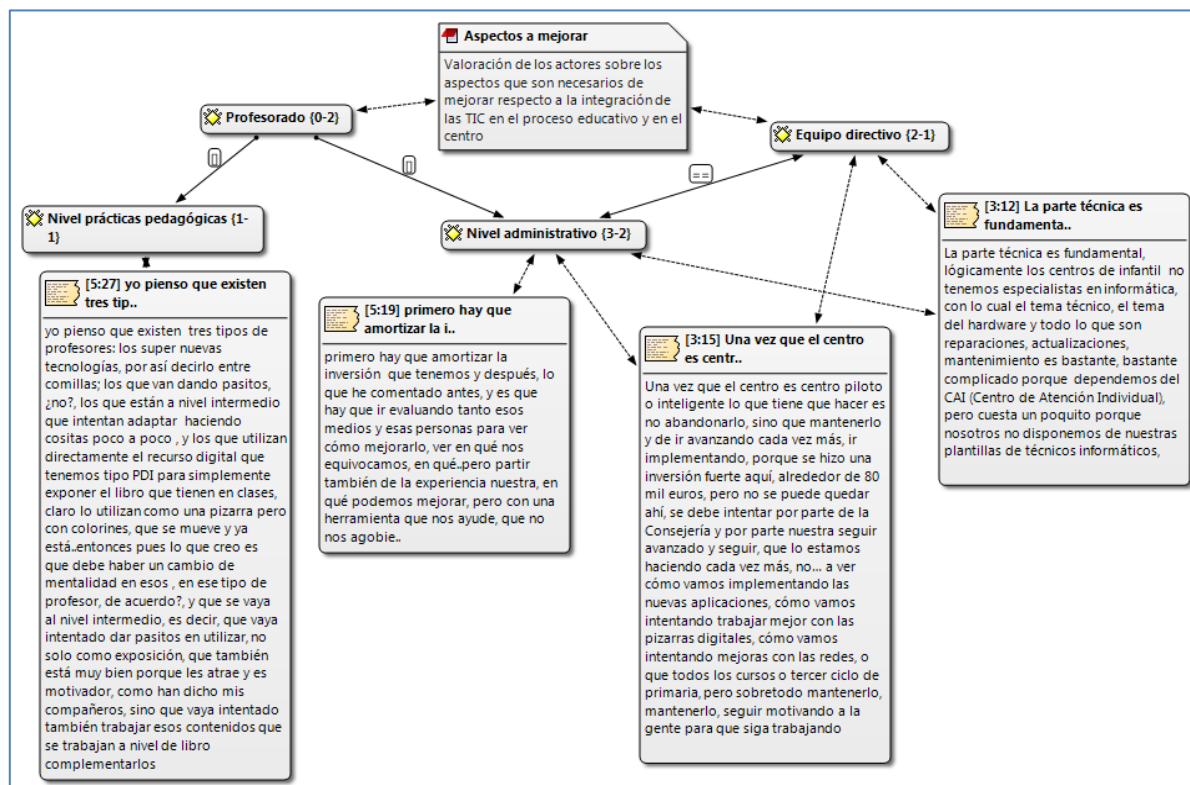 Aspectos a mejorar
Valoración de los actores sobre los
aspectos que son necesarios de
mejorar respecto a la integración de
las TIC en el proceso educativo y en el
centro
Profesorado {0-2}
Equipo directivo {2-1}
[]
[]
==
Nivel prácticas pedagógicas {1-
1}
Nivel administrativo {3-2}
[5:27] yo pienso que existen
tres tip..
yo pienso que existen tres tipos de
profesores: los super nuevas
tecnologías, por así decirlo entre
comillas; los que van dando pasitos,
¿no?, los que están a nivel intermedio
que intentan adaptar haciendo
cositas poco a poco , y los que utilizan
directamente el recurso digital que
tenemos tipo PDI para simplemente
exponer el libro que tienen en clases,
claro lo utilizan como una pizarra pero
con colorines, que se mueve y ya
está..entonces pues lo que creo es
que debe haber un cambio de
mentalidad en esos , en ese tipo de
profesor, de acuerdo?, y que se vaya
al nivel intermedio, es decir, que vaya
intentado dar pasitos en utilizar, no
solo como exposición, que también
está muy bien porque les atrae y es
motivador, como han dicho mis
compañeros, sino que vaya intentado
también trabajar esos contenidos que
se trabajan a nivel de libro
complementarlos
[5:19] primero hay que
amortizar la i..
primero hay que amortizar la
inversión que tenemos y después, lo
que he comentado antes, y es que
hay que ir evaluando tanto esos
medios y esas personas para ver
cómo mejorarlo, ver en qué nos
equivocamos, en qué..pero partir
también de la experiencia nuestra, en
qué podemos mejorar, pero con una
herramienta que nos ayude, que no
nos agobie..
[3:15] Una vez que el centro
es centr..
Una vez que el centro es centro piloto
o inteligente lo que tiene que hacer es
no abandonarlo, sino que mantenerlo
y de ir avanzando cada vez más, ir
implementando, porque se hizo una
inversión fuerte aquí, alrededor de 80
mil euros, pero no se puede quedar
ahí, se debe intentar por parte de la
Consejería y por parte nuestra seguir
avanzado y seguir, que lo estamos
haciendo cada vez más, no... a ver
cómo vamos implementando las
nuevas aplicaciones, cómo vamos
intentando trabajar mejor con las
pizarras digitales, cómo vamos
intentando mejoras con las redes, o
que todos los cursos o tercer ciclo de
primaria, pero sobretodo mantenerlo,
mantenerlo, seguir motivando a la
gente para que siga trabajando
[3:12] La parte técnica es
fundamenta..
La parte técnica es fundamental,
lógicamente los centros de infantil no
tenemos especialistas en informática,
con lo cual el tema técnico, el tema
del hardware y todo lo que son
reparaciones, actualizaciones,
mantenimiento es bastante, bastante
complicado porque dependemos del
CAI (Centro de Atención Individual),
pero cuesta un poquito porque
nosotros no disponemos de nuestras
plantillas de técnicos informáticos,